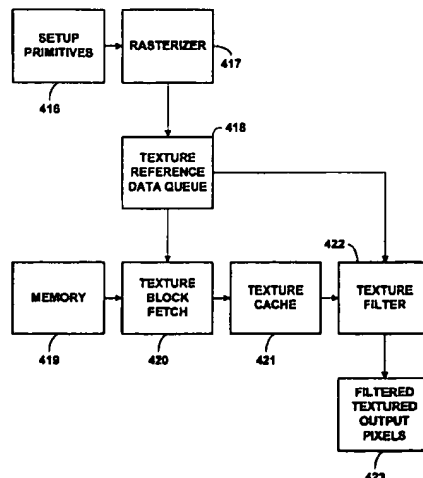 SETUP
PRIMITIVES
416
RASTERIZER
417
TEXTURE
REFERENCE
DATA QUEUE
418
MEMORY
419
TEXTURE
BLOCK
FETCH
420
TEXTURE
CACHE
421
422
TEXTURE
FILTER
FILTERED
TEXTURED
OUTPUT
PIXELS